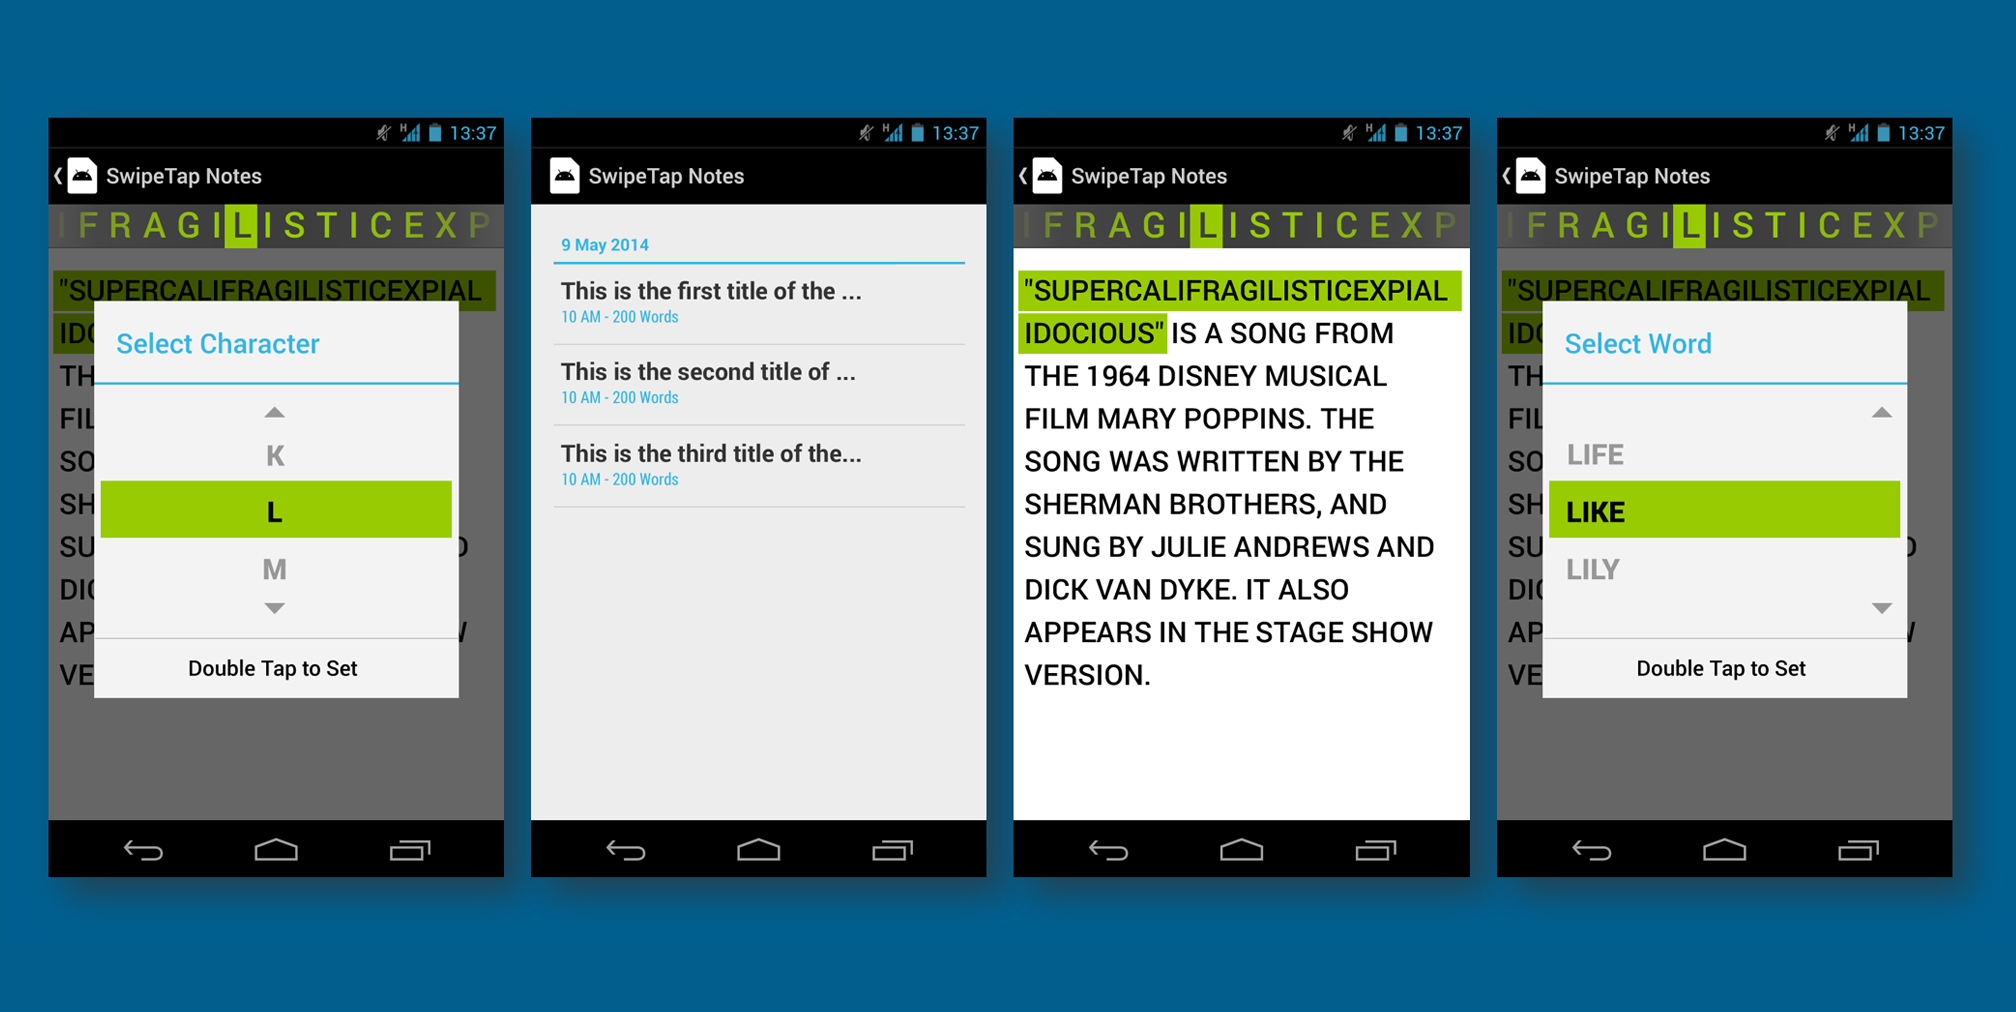 13:37
SwipeTap Notes
IFRAGILISTICEXP
"SUPERCALIFRAGILISTICEXPIAL
IDO
TH
FIL
SO
SH
SU
DIC
AP
VE
Select Character
K
L
M
Double Tap to Set
13:37
SwipeTap Notes
9 May 2014
This is the first title of the ...
10 AM - 200 Words
This is the second title of ...
10 AM - 200 Words
This is the third title of the...
10 AM - 200 Words
H 13:37
SwipeTap Notes
IFRAGILISTICEXP
"SUPERCALIFRAGILISTICEXPIAL
IDOCIOUS" IS A SONG FROM
THE 1964 DISNEY MUSICAL
FILM MARY POPPINS. THE
SONG WAS WRITTEN BY THE
SHERMAN BROTHERS, AND
SUNG BY JULIE ANDREWS AND
DICK VAN DYKE. IT ALSO
APPEARS IN THE STAGE SHOW
VERSION.
H 13:37
SwipeTap Notes
IFRAGILISTICEXP
"SUPERCALIFRAGILISTICEXPIAL
IDO
TH
FIL
SO
SH
SU
DIC
AP
VE
Select Word
LIFE
LIKE
LILY
Double Tap to Set